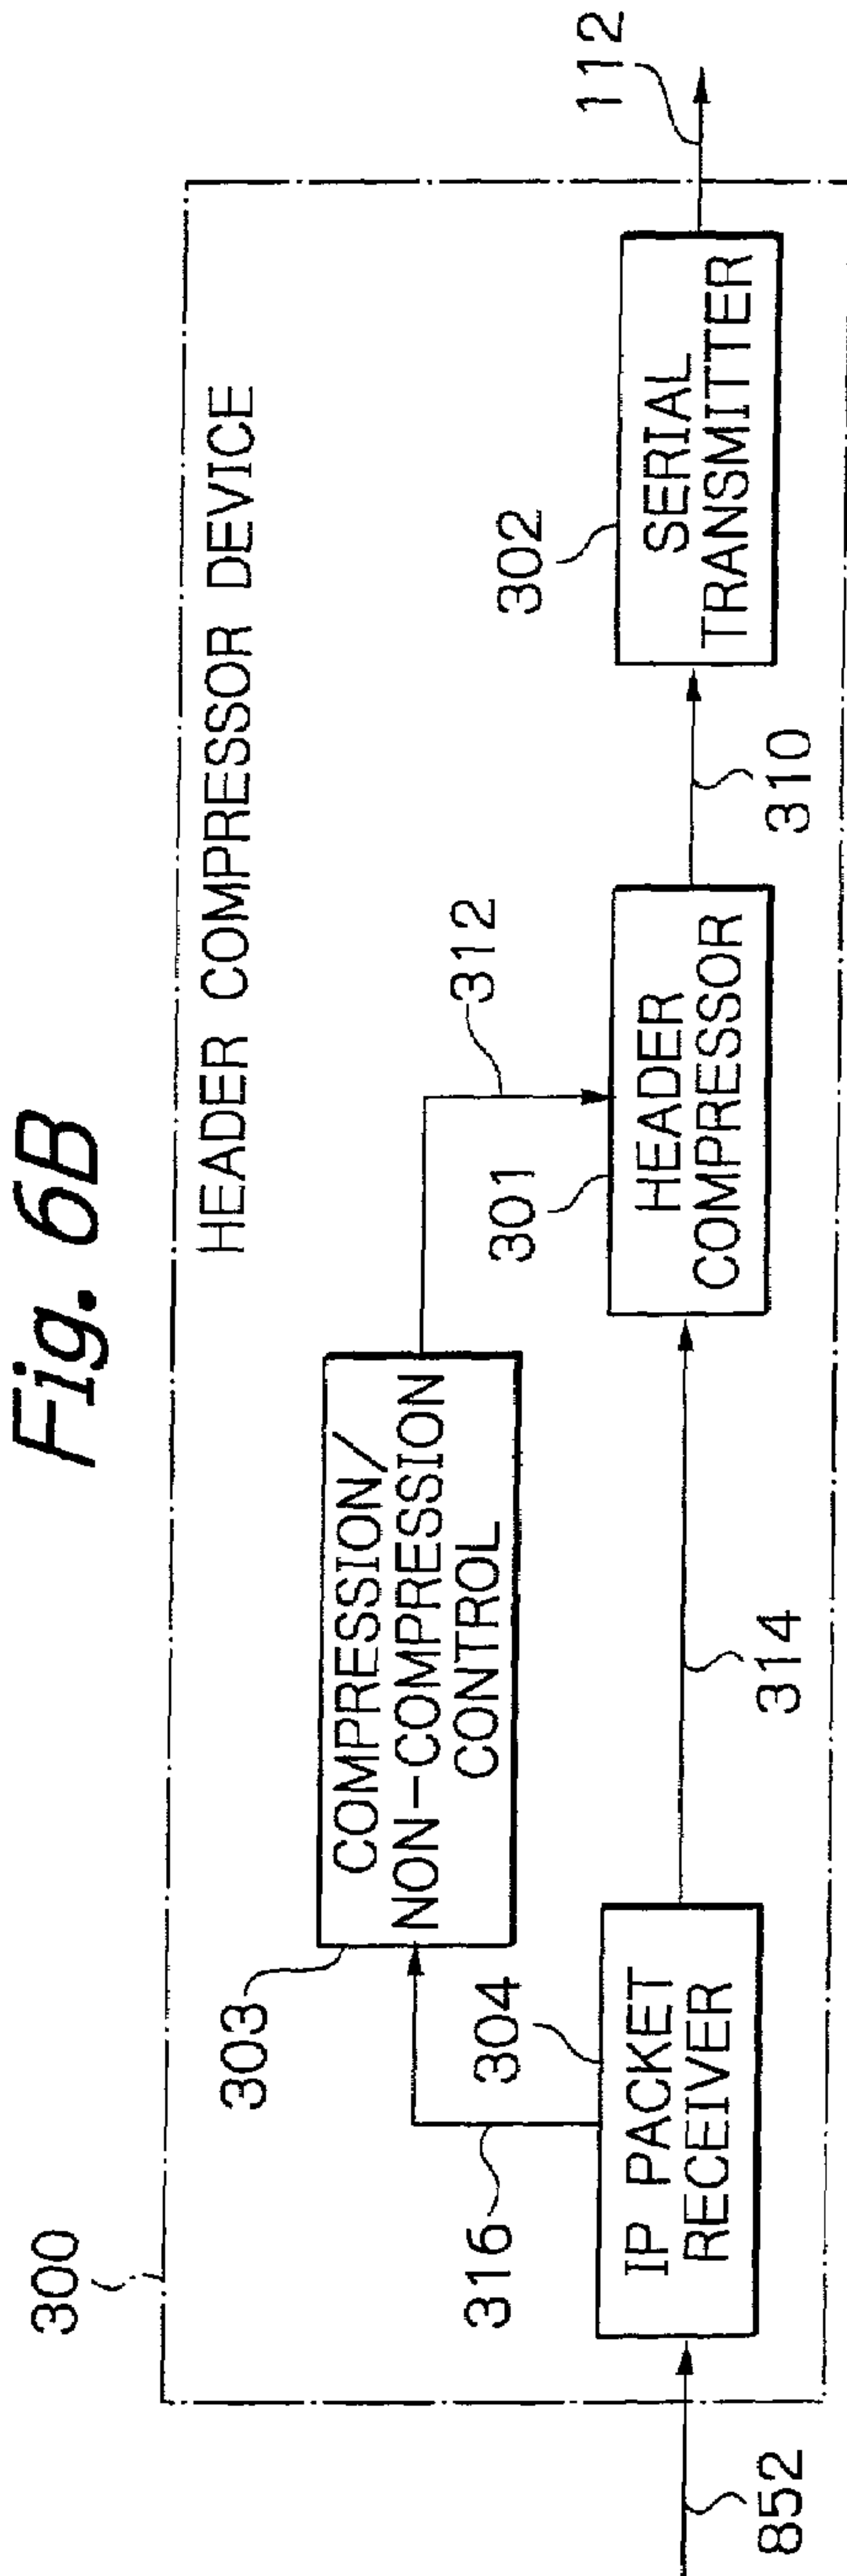 Fig. 6B
300
HEADER COMPRESSOR DEVICE
303
COMPRESSION/
NON-COMPRESSION
CONTROL
316
312
304
301
302
112
IP PACKET
RECEIVER
HEADER
COMPRESSOR
SERIAL
TRANSMITTER
852
314
310